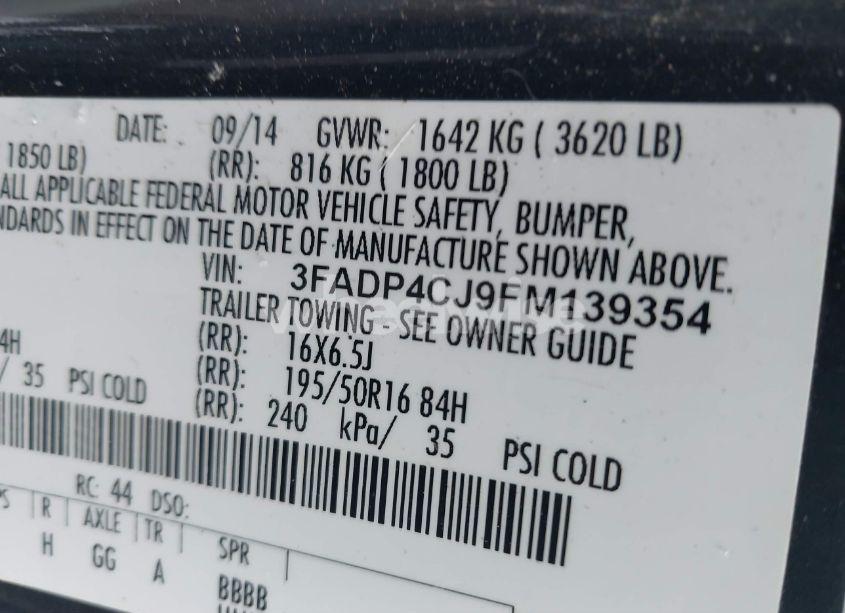 DATE: 09/14 GVWR: 1642 KG ( 3620 LB)
1850 LB) (RR): 816 KG ( 1800 LB)
ALL APPLICABLE FEDERAL MOTOR VEHICLE SAFETY, BUMPER,
NDARDS IN EFFECT ON THE DATE OF MANUFACTURE SHOWN ABOVE.
VIN: 3FADP4CJ9FM139354
TRAILER TOWING - SEE OWNER GUIDE
4H (RR): 16X6.5J
(RR): 195/50R16 84H
/ 35 PSI COLD (RR): 240 kPa/ 35 PSI COLD
RC: 44 DSO:
PS R AXLE TR SPR
H GG A BBBB